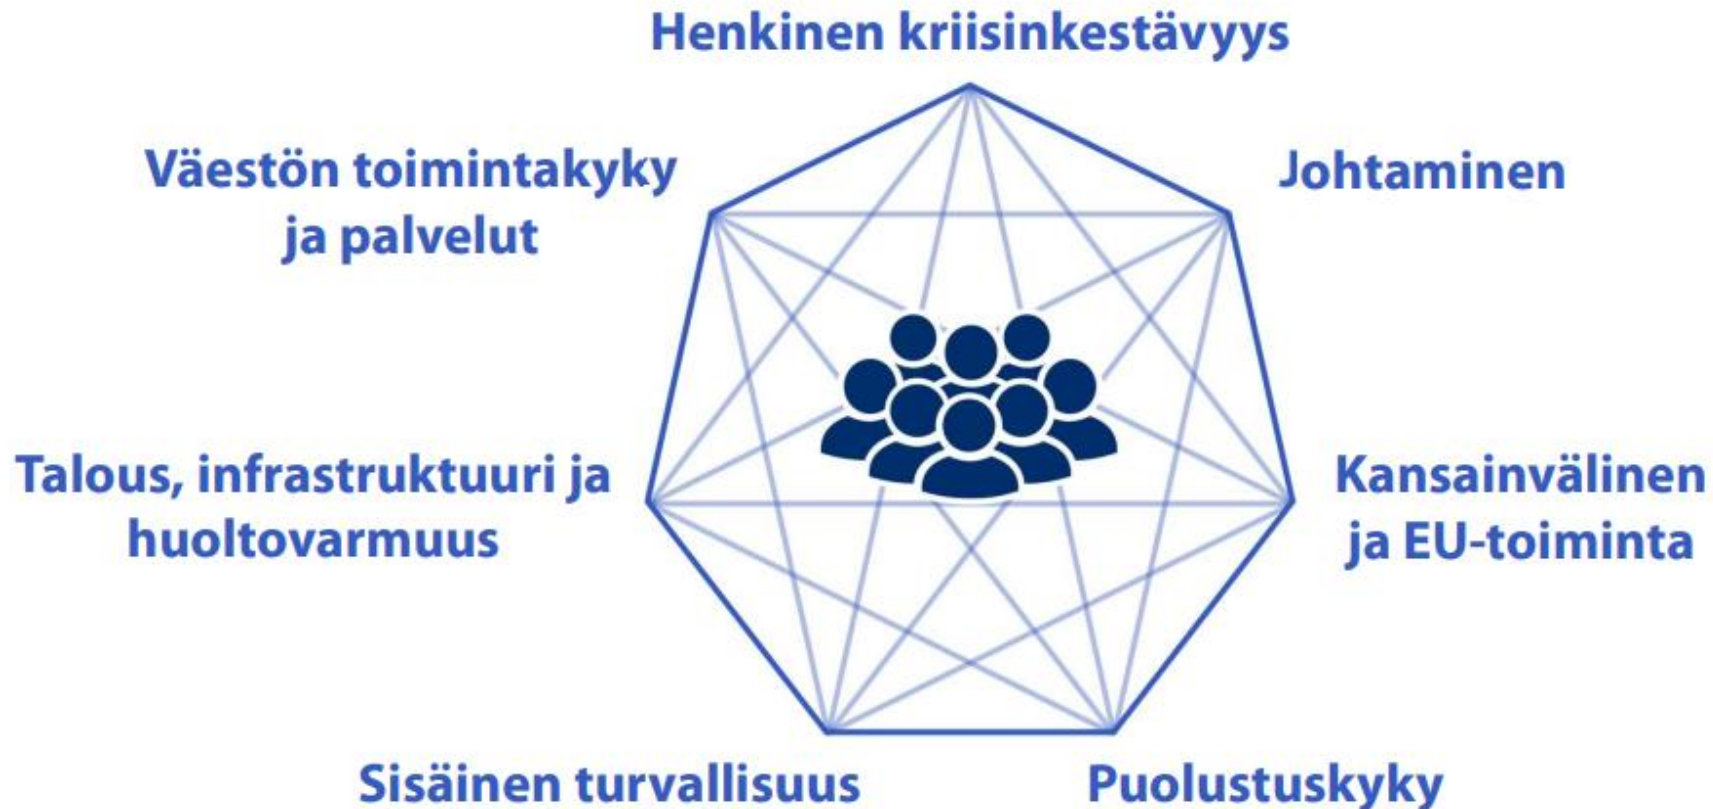 Henkinen kriisinkestävyys
Väestön toimintakyky
ja palvelut
Johtaminen
Talous, infrastruktuuri ja
huoltovarmuus
Kansainvälinen
ja EU-toiminta
Sisäinen turvallisuus
Puolustuskyky